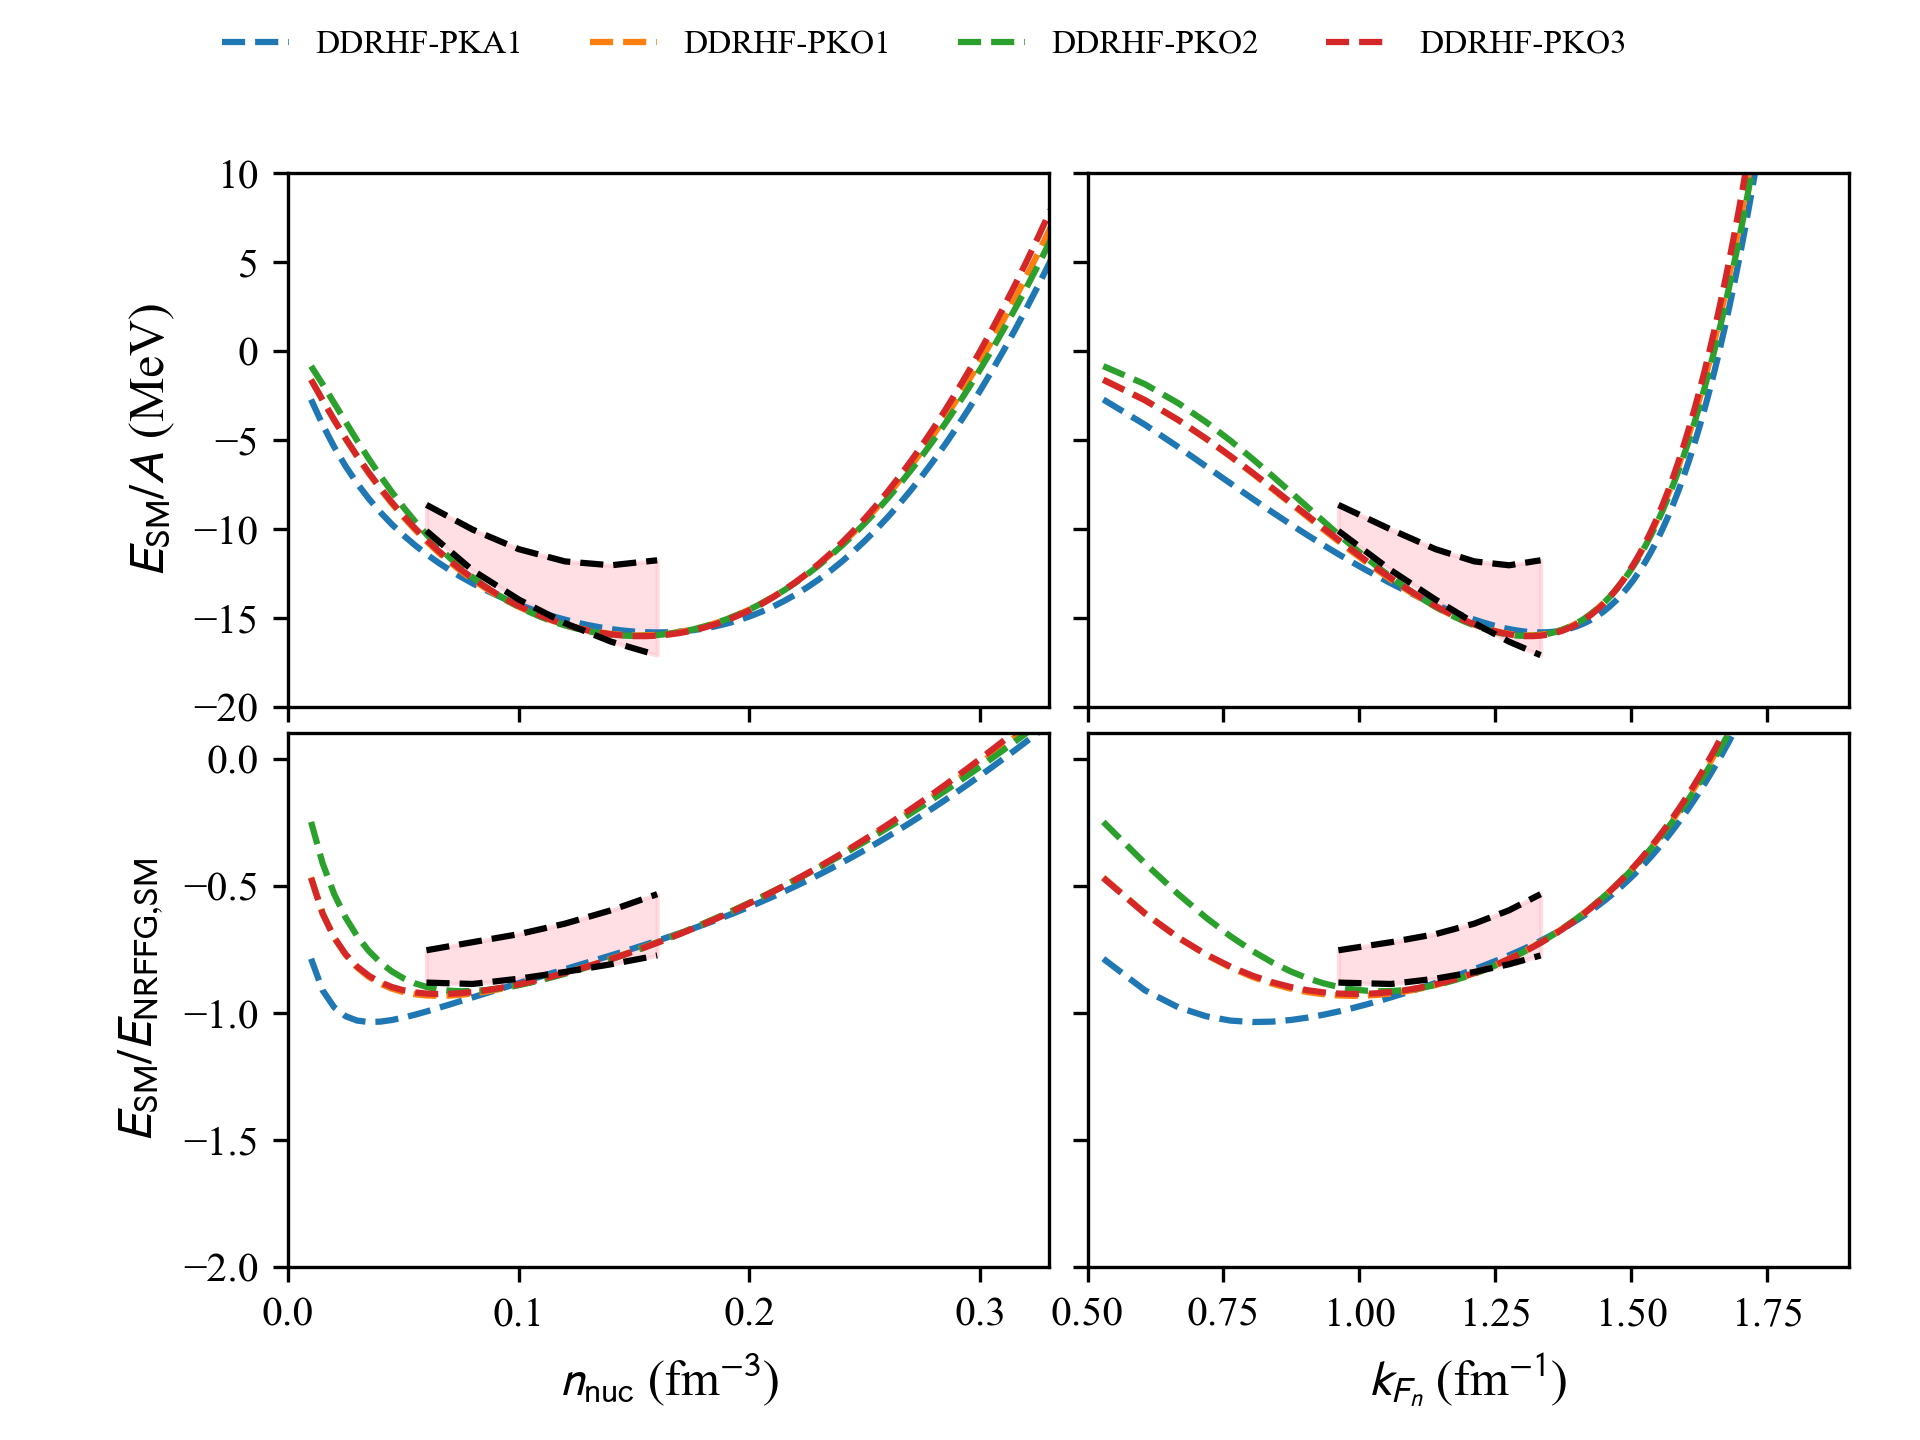 DDRHF-PKA1 DDRHF-PKO1 DDRHF-PKO2 DDRHF-PKO3
10
5
0
−5
−10
−15
−20
E_SM/A (MeV)
0.0
−0.5
−1.0
−1.5
−2.0
E_SM/E_NRFFG,SM
0.0 0.1 0.2 0.3
0.50 0.75 1.00 1.25 1.50 1.75
n_nuc (fm⁻³)
k_{F_n} (fm⁻¹)